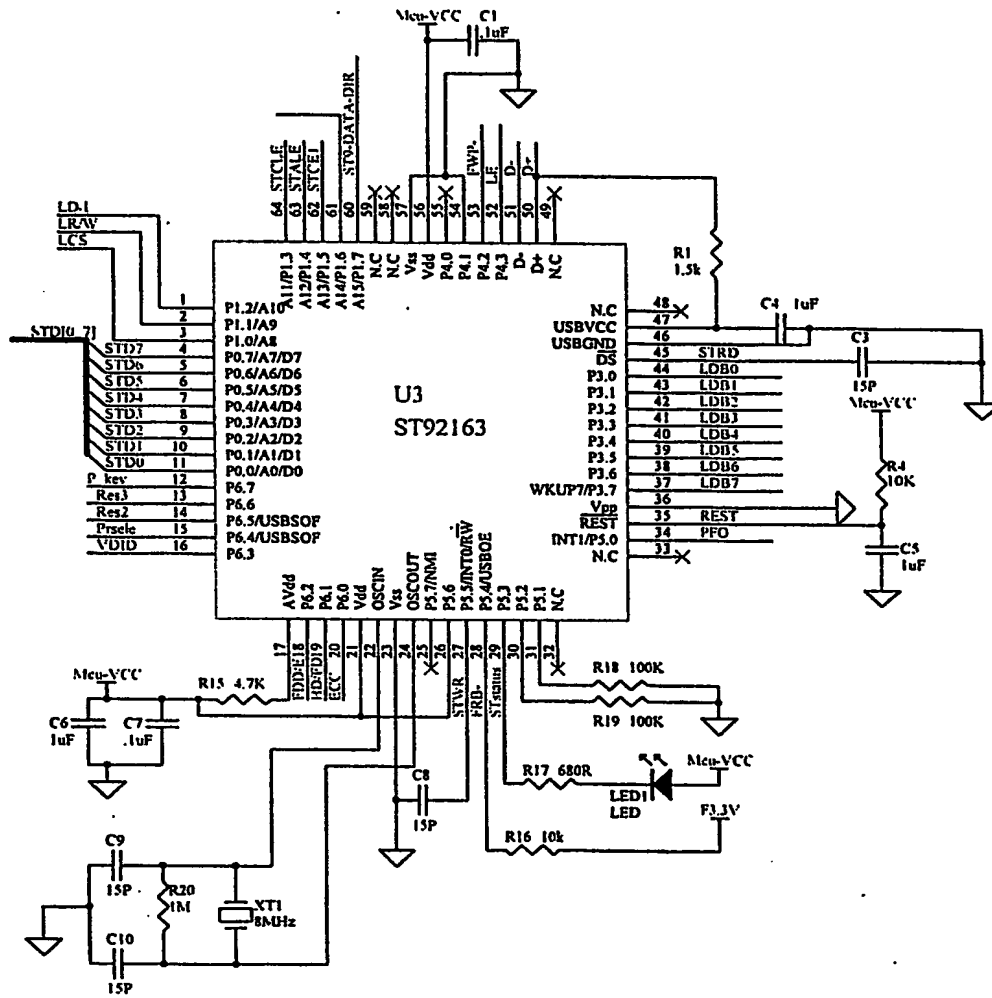 Mcu-VCC
C1
.1uF
STCLE
STALE
STCE1
ST9-DATA-DIR
FWP-
LE
D-
D+
64
63
62
61
60
59
58
57
56
55
54
53
52
51
50
49
A11/P1.3
A12/P1.4
A13/P1.5
A14/P1.6
A15/P1.7
N.C
N.C
Vss
Vdd
P4.0
P4.1
P4.2
P4.3
D-
D+
N.C
LD-1
LCS
1
2
3
P1.2/A10
P1.1/A9
P1.0/A8
STD7 4 P0.7/A7/D7
STD6 5 P0.6/A6/D6
STD5 6 P0.5/A5/D5
STD4 7 P0.4/A4/D4
STD3 8 P0.3/A3/D3
STD2 9 P0.2/A2/D2
STD1 10 P0.1/A1/D1
STD0 11 P0.0/A0/D0
P_key 12 P6.7
Res3 13 P6.6
Res2 14 P6.5/USBSOF
Prsele 15 P6.4/USBSOF
VDID 16 P6.3
U3
ST92163
R1
1.5k
C4
N.C 48
USBVCC 47
USBGND 46
DS 45 STRD
P3.0 44 LDB0
P3.1 43 LDB1
P3.2 42 LDB2
P3.3 41 LDB3
P3.4 40 LDB4
P3.5 39 LDB5
P3.6 38 LDB6
WKUP7/P3.7 37 LDB7
Vpp 36
REST 35 REST
INT1/P5.0 34 PFO
N.C 33
C3
15P
Mcu-VCC
R4
10K
C5
AVdd
P6.2
P6.1
P6.0
Vdd
OSCIN
Vss
OSCOUT
P5.7/NMI
P5.6
P5.5/INT0/RW
P5.4/USBOE
P5.3
P5.2
P5.1
N.C
17
18
19
20
21
22
23
24
25
26
27
28
29
30
31
32
ECC
STWR
FRB-
STstatus
Mcu-VCC
R15 4.7K
C6
C7
.1uF
C8
15P
R18 100K
R19 100K
R17 680R
LED1
LED
Mcu-VCC
F3.3V
R16 10k
C9
15P
R20
1M
XT1
8MHz
C10
15P